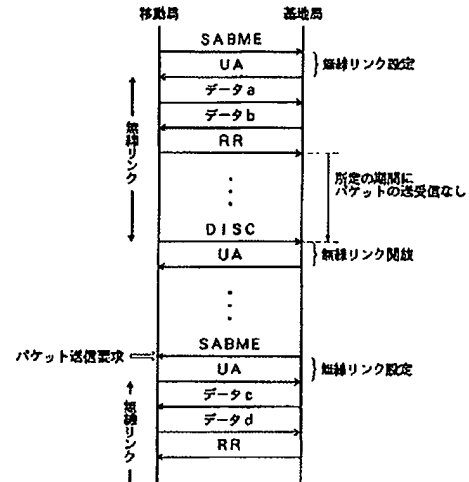 移動局
基地局
SABME
UA
無線リンク設定
データa
データb
RR
無線リンク
所定の期間に
パケットの送受信なし
DISC
UA
無線リンク開放
SABME
パケット送信要求
UA
無線リンク設定
データc
データd
RR
無線リンク